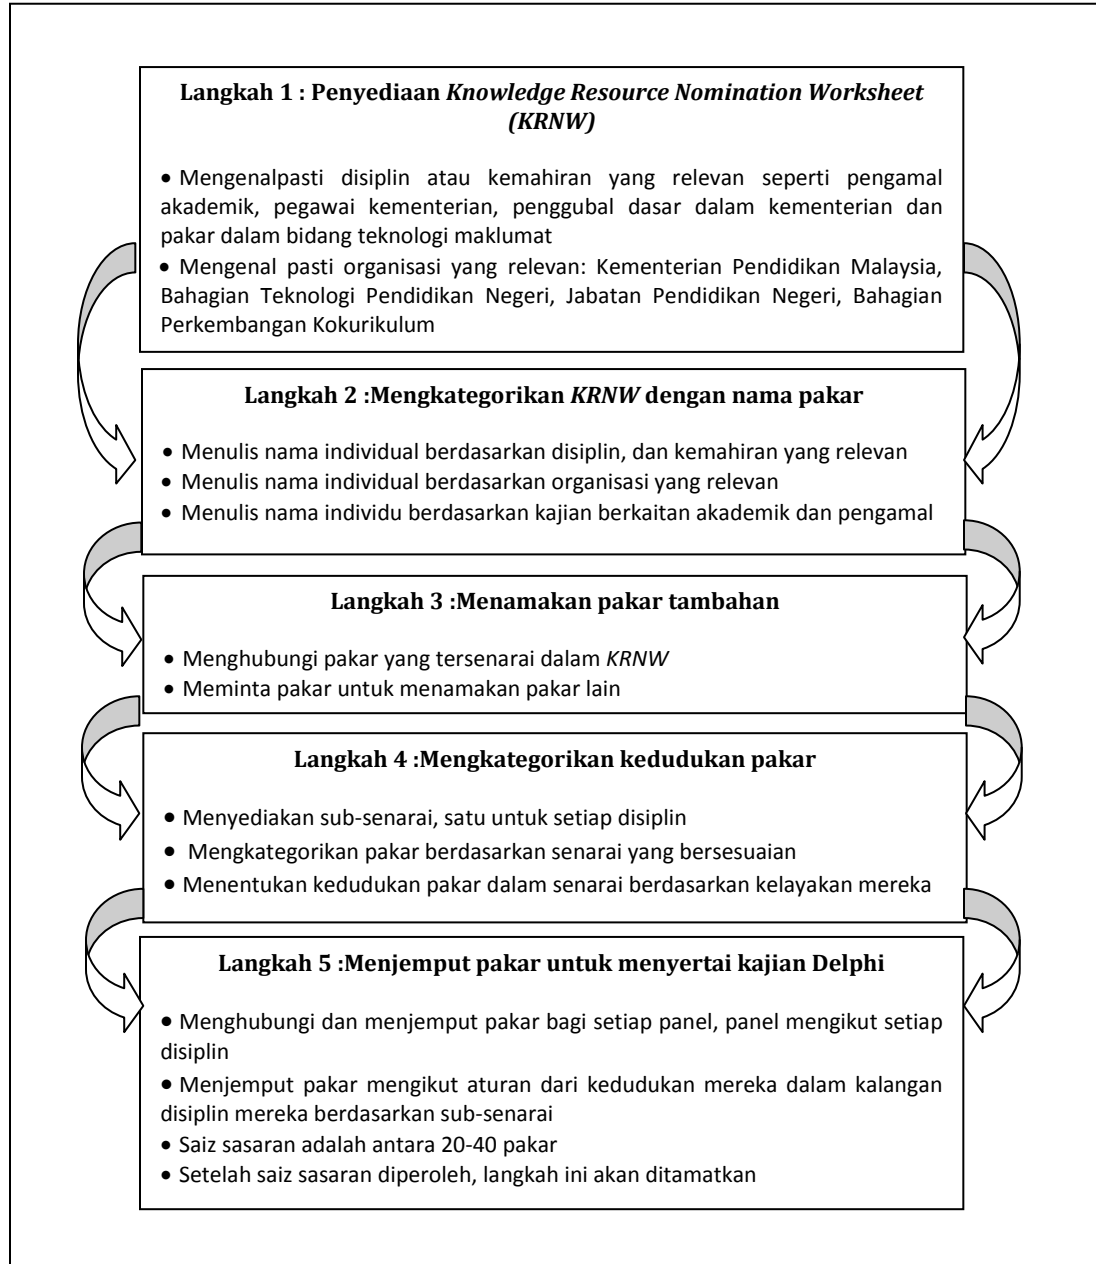 Langkah 1 : Penyediaan Knowledge Resource Nomination Worksheet
(KRNW)
• Mengenalpasti disiplin atau kemahiran yang relevan seperti pengamal
akademik, pegawai kementerian, penggubal dasar dalam kementerian dan
pakar dalam bidang teknologi maklumat
• Mengenal pasti organisasi yang relevan: Kementerian Pendidikan Malaysia,
Bahagian Teknologi Pendidikan Negeri, Jabatan Pendidikan Negeri, Bahagian
Perkembangan Kokurikulum
Langkah 2 :Mengkategorikan KRNW dengan nama pakar
• Menulis nama individual berdasarkan disiplin, dan kemahiran yang relevan
• Menulis nama individual berdasarkan organisasi yang relevan
• Menulis nama individu berdasarkan kajian berkaitan akademik dan pengamal
Langkah 3 :Menamakan pakar tambahan
• Menghubungi pakar yang tersenarai dalam KRNW
• Meminta pakar untuk menamakan pakar lain
Langkah 4 :Mengkategorikan kedudukan pakar
• Menyediakan sub-senarai, satu untuk setiap disiplin
• Mengkategorikan pakar berdasarkan senarai yang bersesuaian
• Menentukan kedudukan pakar dalam senarai berdasarkan kelayakan mereka
Langkah 5 :Menjemput pakar untuk menyertai kajian Delphi
• Menghubungi dan menjemput pakar bagi setiap panel, panel mengikut setiap
disiplin
• Menjemput pakar mengikut aturan dari kedudukan mereka dalam kalangan
disiplin mereka berdasarkan sub-senarai
• Saiz sasaran adalah antara 20-40 pakar
• Setelah saiz sasaran diperoleh, langkah ini akan ditamatkan